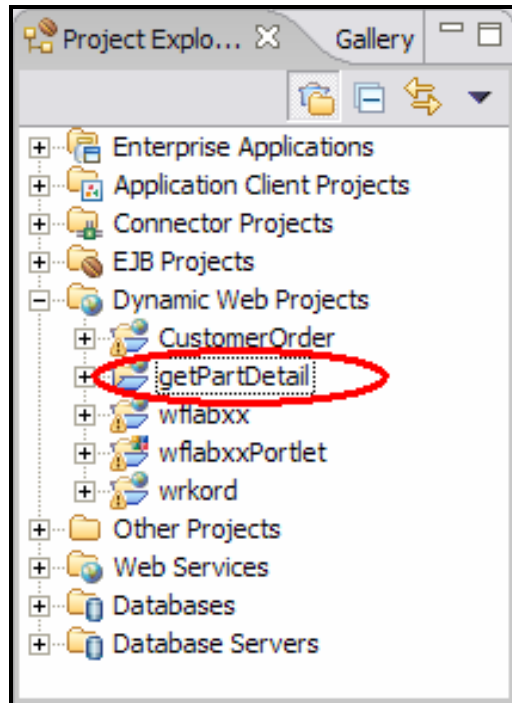 Project Explo... Gallery
Enterprise Applications
Application Client Projects
Connector Projects
EJB Projects
Dynamic Web Projects
CustomerOrder
getPartDetail
wflabxx
wflabxxPortlet
wrkord
Other Projects
Web Services
Databases
Database Servers